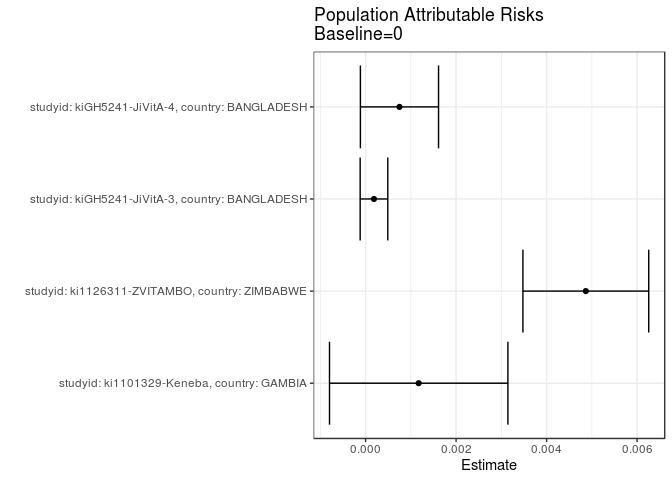 Population Attributable Risks
Baseline=0
studyid: kiGH5241-JiVitA-4, country: BANGLADESH
studyid: kiGH5241-JiVitA-3, country: BANGLADESH
studyid: ki1126311-ZVITAMBO, country: ZIMBABWE
studyid: ki1101329-Keneba, country: GAMBIA
0.000 0.002 0.004 0.006
Estimate